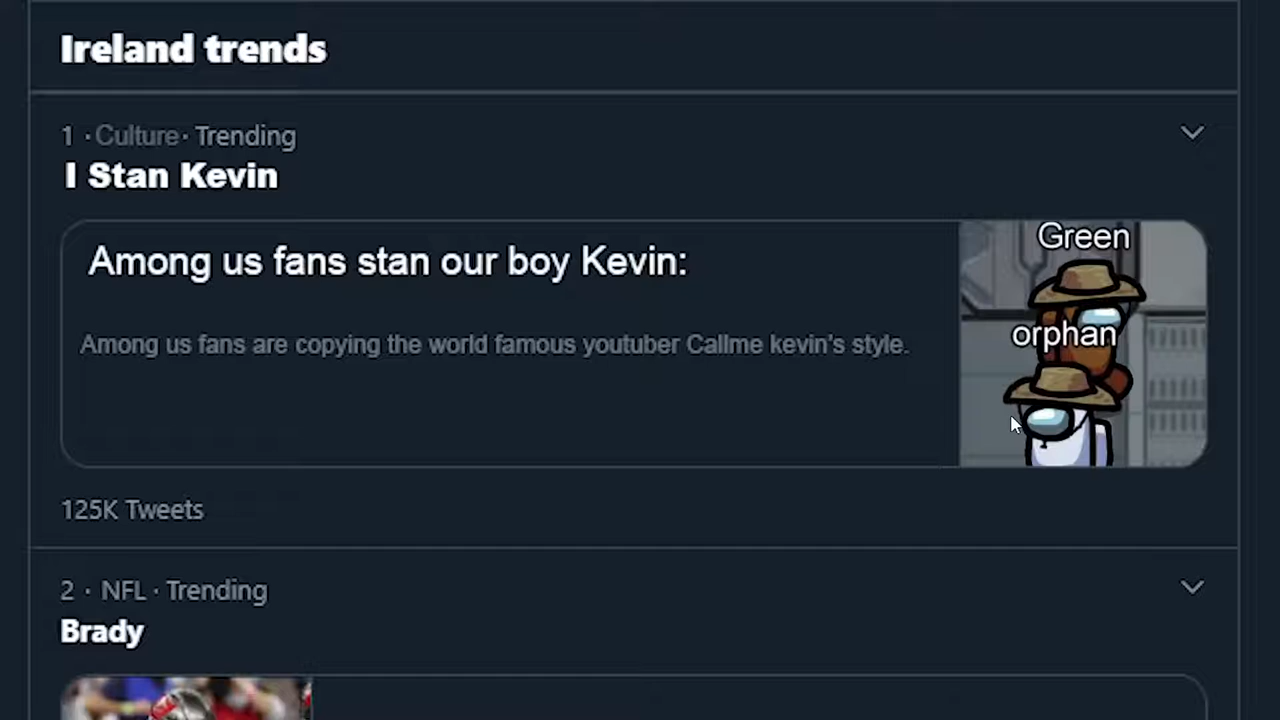 Ireland trends
1 · Culture · Trending
I Stan Kevin
Among us fans stan our boy Kevin:
Among us fans are copying the world famous youtuber Callme kevin's style.
Green
orphan
125K Tweets
2 · NFL · Trending
Brady